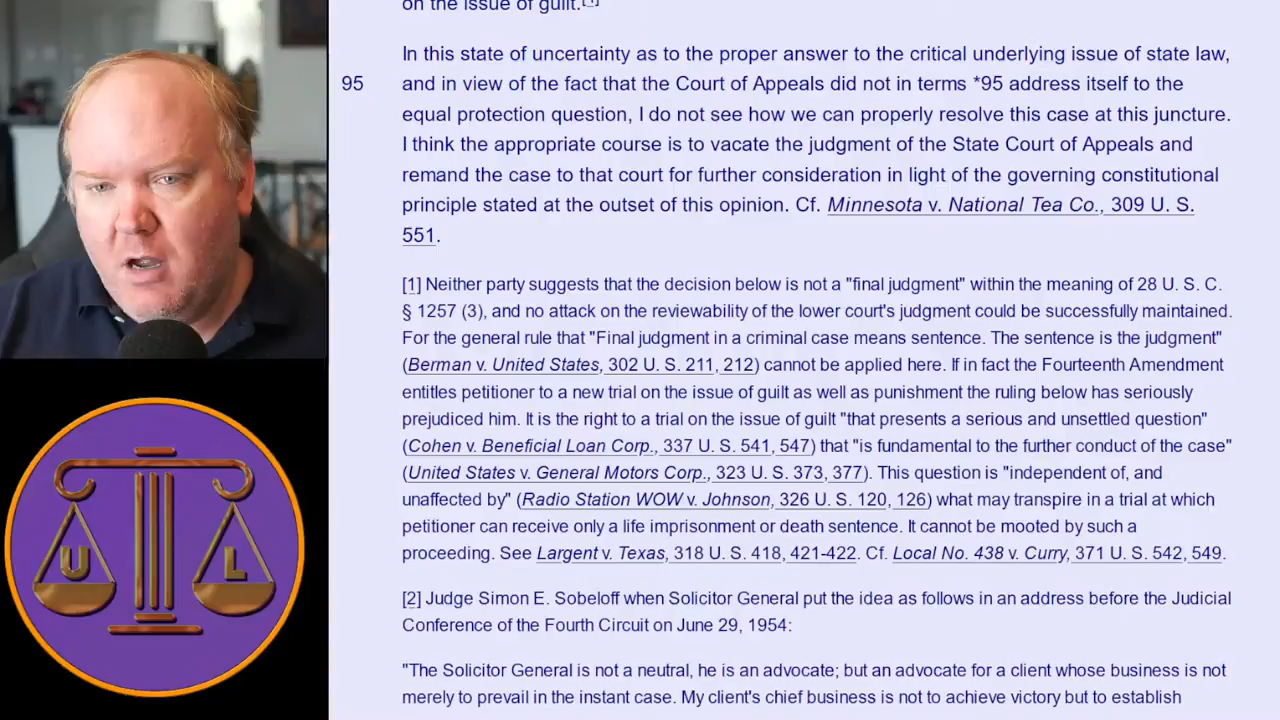 on the issue of guilt.[4]
In this state of uncertainty as to the proper answer to the critical underlying issue of state law,
95 and in view of the fact that the Court of Appeals did not in terms *95 address itself to the
equal protection question, I do not see how we can properly resolve this case at this juncture.
I think the appropriate course is to vacate the judgment of the State Court of Appeals and
remand the case to that court for further consideration in light of the governing constitutional
principle stated at the outset of this opinion. Cf. Minnesota v. National Tea Co., 309 U. S.
551.
[1] Neither party suggests that the decision below is not a "final judgment" within the meaning of 28 U. S. C.
§ 1257 (3), and no attack on the reviewability of the lower court's judgment could be successfully maintained.
For the general rule that "Final judgment in a criminal case means sentence. The sentence is the judgment"
(Berman v. United States, 302 U. S. 211, 212) cannot be applied here. If in fact the Fourteenth Amendment
entitles petitioner to a new trial on the issue of guilt as well as punishment the ruling below has seriously
prejudiced him. It is the right to a trial on the issue of guilt "that presents a serious and unsettled question"
(Cohen v. Beneficial Loan Corp., 337 U. S. 541, 547) that "is fundamental to the further conduct of the case"
(United States v. General Motors Corp., 323 U. S. 373, 377). This question is "independent of, and
unaffected by" (Radio Station WOW v. Johnson, 326 U. S. 120, 126) what may transpire in a trial at which
petitioner can receive only a life imprisonment or death sentence. It cannot be mooted by such a
proceeding. See Largent v. Texas, 318 U. S. 418, 421-422. Cf. Local No. 438 v. Curry, 371 U. S. 542, 549.
[2] Judge Simon E. Sobeloff when Solicitor General put the idea as follows in an address before the Judicial
Conference of the Fourth Circuit on June 29, 1954:
"The Solicitor General is not a neutral, he is an advocate; but an advocate for a client whose business is not
merely to prevail in the instant case. My client's chief business is not to achieve victory but to establish
U L